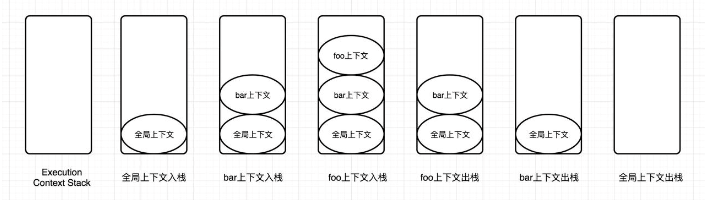 foo上下文
bar上下文
bar上下文
bar上下文
全局上下文
全局上下文
全局上下文
全局上下文
全局上下文
Execution
Context Stack
全局上下文入栈
bar上下文入栈
foo上下文入栈
foo上下文出栈
bar上下文出栈
全局上下文出栈